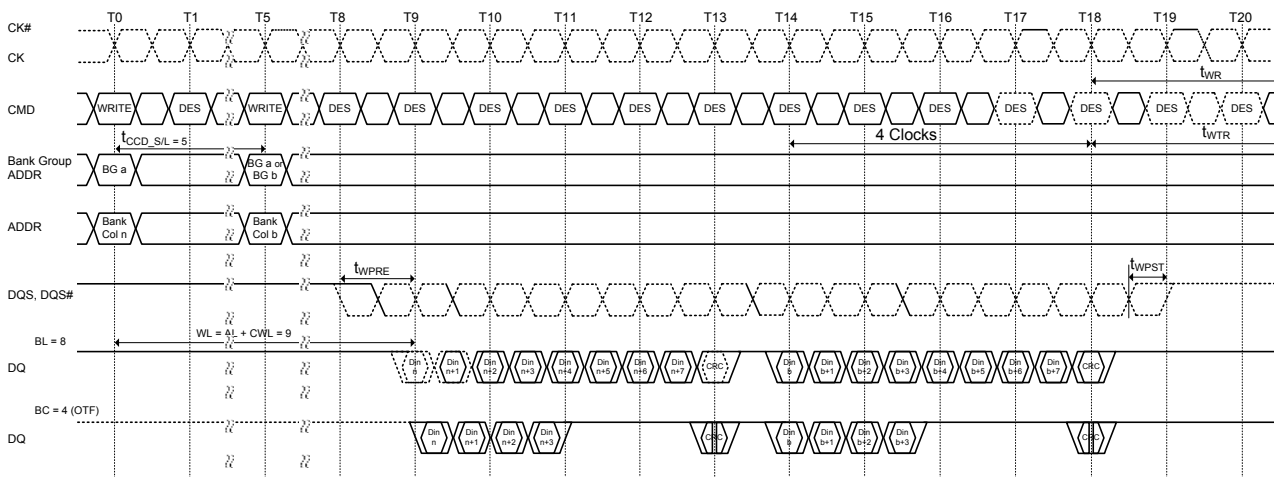 T0 T1 T5 T8 T9 T10 T11 T12 T13 T14 T15 T16 T17 T18 T19 T20
CK#
CK
tWR
CMD WRITE DES WRITE DES DES DES DES DES DES DES DES DES DES DES DES DES
tCCD_S/L = 5
4 Clocks
tWTR
Bank Group
ADDR
BG a
BG a or
BG b
ADDR
Bank
Col n
Bank
Col b
tWPRE
tWPST
DQS, DQS#
WL = AL + CWL = 9
BL = 8
DQ
Din n Din n+1 Din n+2 Din n+3 Din n+4 Din n+5 Din n+6 Din n+7 CRC Din b Din b+1 Din b+2 Din b+3 Din b+4 Din b+5 Din b+6 Din b+7 CRC
BC = 4 (OTF)
DQ
Din n Din n+1 Din n+2 Din n+3 CRC Din b Din b+1 Din b+2 Din b+3 CRC